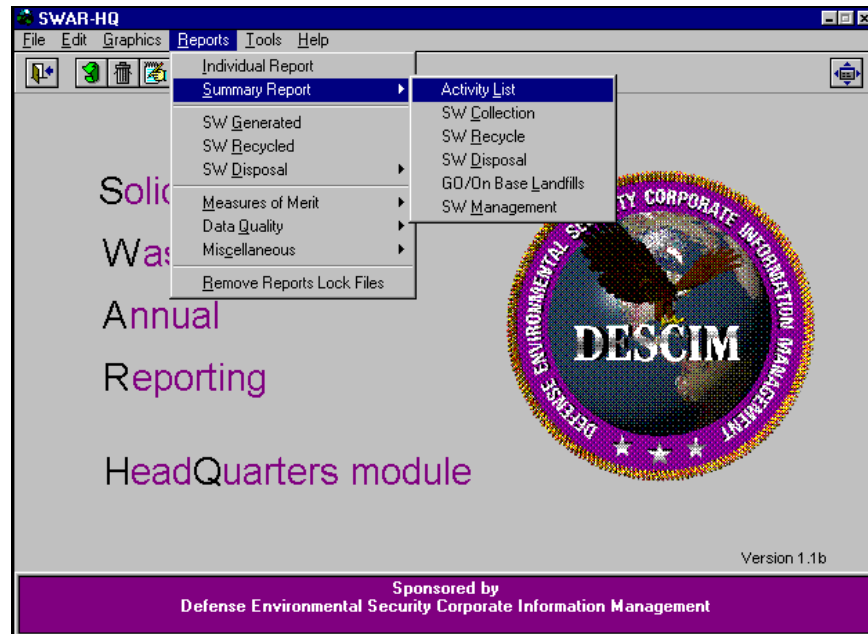 SWAR-HQ
File Edit Graphics Reports Tools Help
Individual Report
Summary Report
SW Generated
SW Recycled
SW Disposal
Measures of Merit
Data Quality
Miscellaneous
Remove Reports Lock Files
Activity List
SW Collection
SW Recycle
SW Disposal
GO/On Base Landfills
SW Management
Solid
Was
Annual
Reporting
HeadQuarters module
DEFENSE ENVIRONMENTAL SECURITY CORPORATE INFORMATION MANAGEMENT
DESCIM
Version 1.1b
Sponsored by
Defense Environmental Security Corporate Information Management